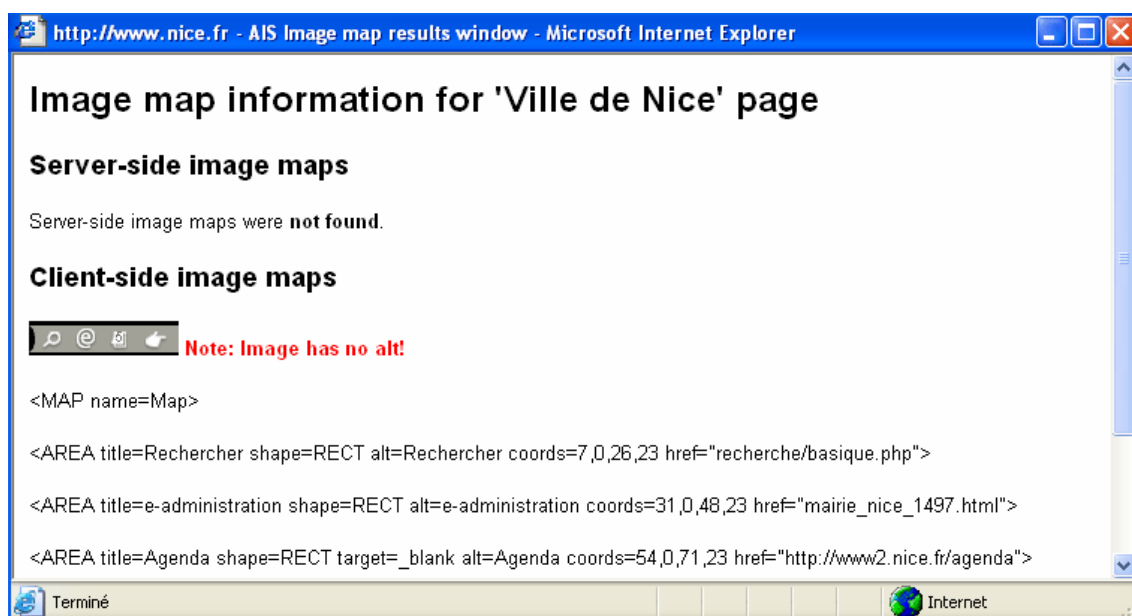 http://www.nice.fr - AIS Image map results window - Microsoft Internet Explorer
Image map information for 'Ville de Nice' page
Server-side image maps
Server-side image maps were not found.
Client-side image maps
@ Note: Image has no alt!
<MAP name=Map>
<AREA title=Rechercher shape=RECT alt=Rechercher coords=7,0,26,23 href="recherche/basique.php">
<AREA title=e-administration shape=RECT alt=e-administration coords=31,0,48,23 href="mairie_nice_1497.html">
<AREA title=Agenda shape=RECT target=_blank alt=Agenda coords=54,0,71,23 href="http://www2.nice.fr/agenda">
Terminé
Internet